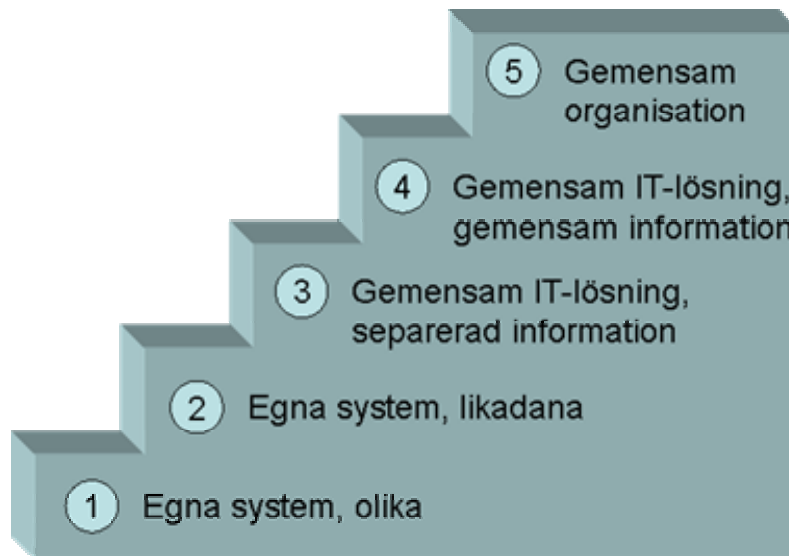 5 Gemensam
organisation
4 Gemensam IT-lösning,
gemensam information
3 Gemensam IT-lösning,
separerad information
2 Egna system, likadana
1 Egna system, olika